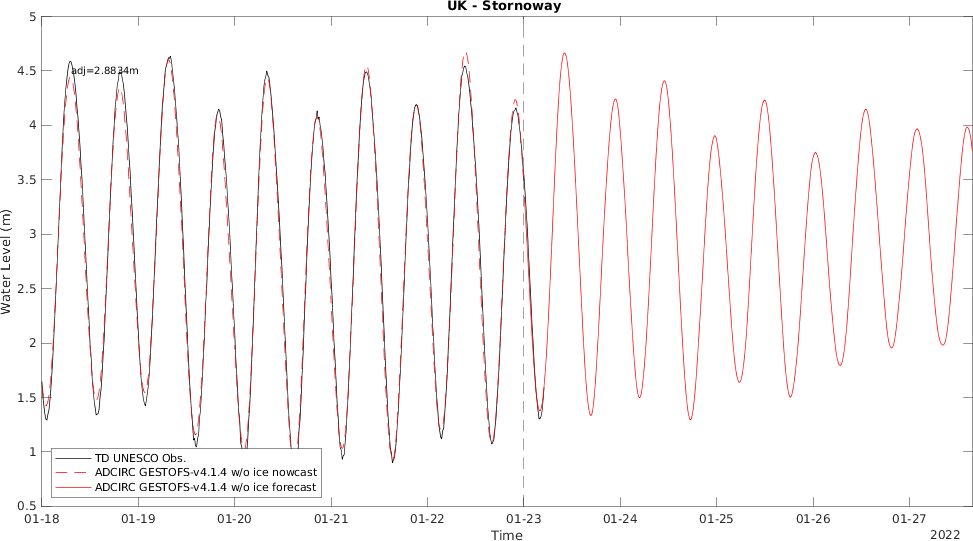 UK - Stornoway
5
4.5
4
3.5
3
2.5
2
1.5
1
0.5
Water Level (m)
adj=2.8834m
TD UNESCO Obs.
ADCIRC GESTOFS-v4.1.4 w/o ice nowcast
ADCIRC GESTOFS-v4.1.4 w/o ice forecast
01-18 01-19 01-20 01-21 01-22 01-23 01-24 01-25 01-26 01-27
Time
2022